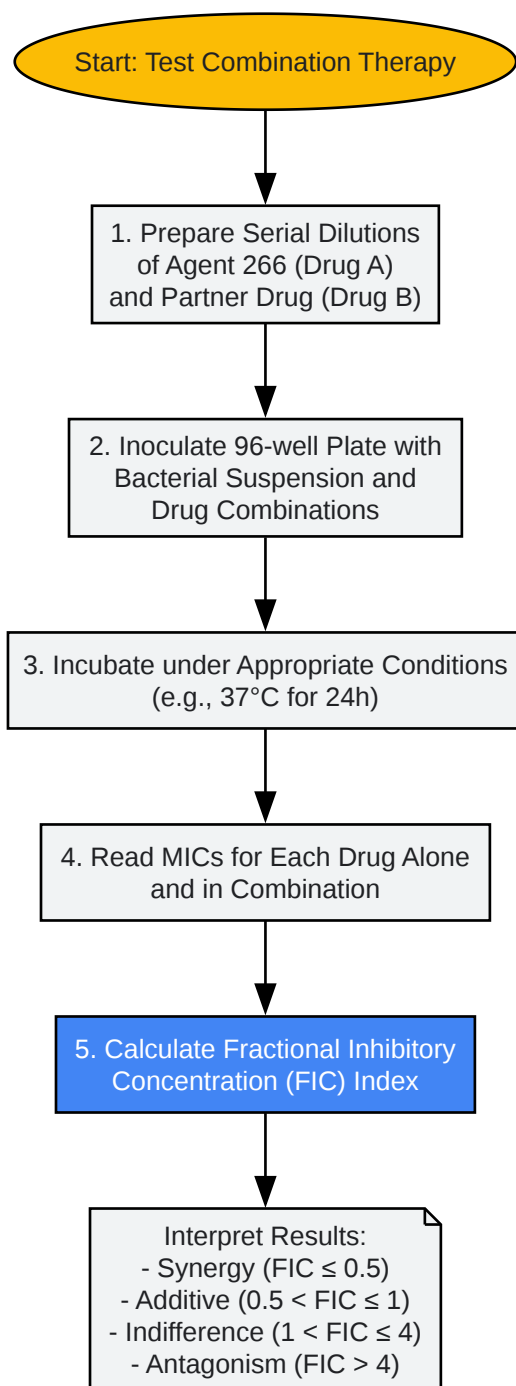 Start: Test Combination Therapy
1. Prepare Serial Dilutions
of Agent 266 (Drug A)
and Partner Drug (Drug B)
2. Inoculate 96-well Plate with
Bacterial Suspension and
Drug Combinations
3. Incubate under Appropriate Conditions
(e.g., 37°C for 24h)
4. Read MICs for Each Drug Alone
and in Combination
5. Calculate Fractional Inhibitory
Concentration (FIC) Index
Interpret Results:
- Synergy (FIC ≤ 0.5)
- Additive (0.5 < FIC ≤ 1)
- Indifference (1 < FIC ≤ 4)
- Antagonism (FIC > 4)